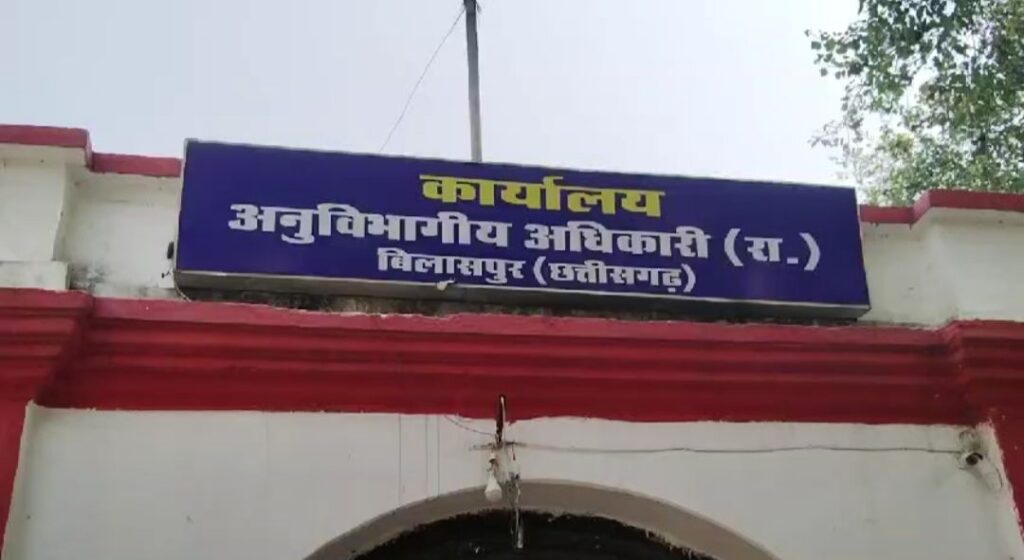 कार्यालय
अनुविभागीय अधिकारी (रा.)
बिलासपुर (छत्तीसगढ़)